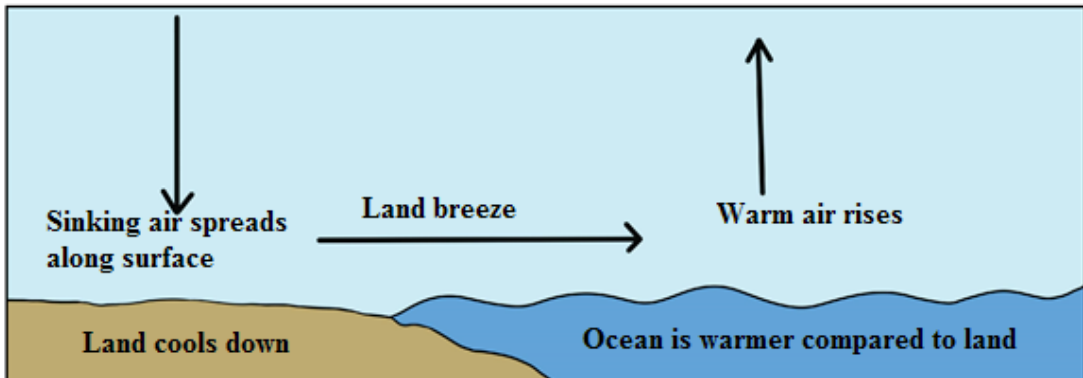 Sinking air spreads
along surface
Land breeze
Warm air rises
Land cools down
Ocean is warmer compared to land